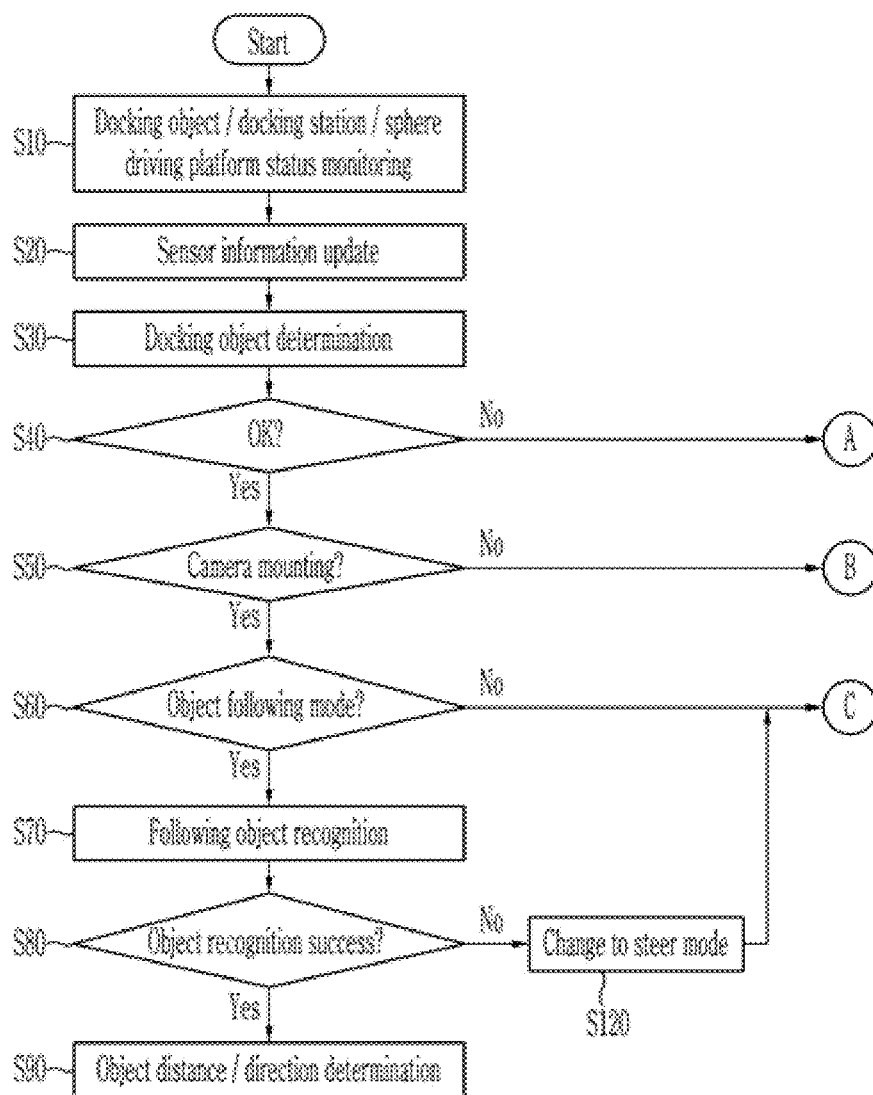 Start
S10
Docking object / docking station / sphere
driving platform status monitoring
S20
Sensor information update
S30
Docking object determination
S40
OK?
No
A
Yes
S50
Camera mounting?
No
B
Yes
S60
Object following mode?
No
C
Yes
S70
Following object recognition
S80
Object recognition success?
No
Change to steer mode
S120
Yes
S90
Object distance / direction determination